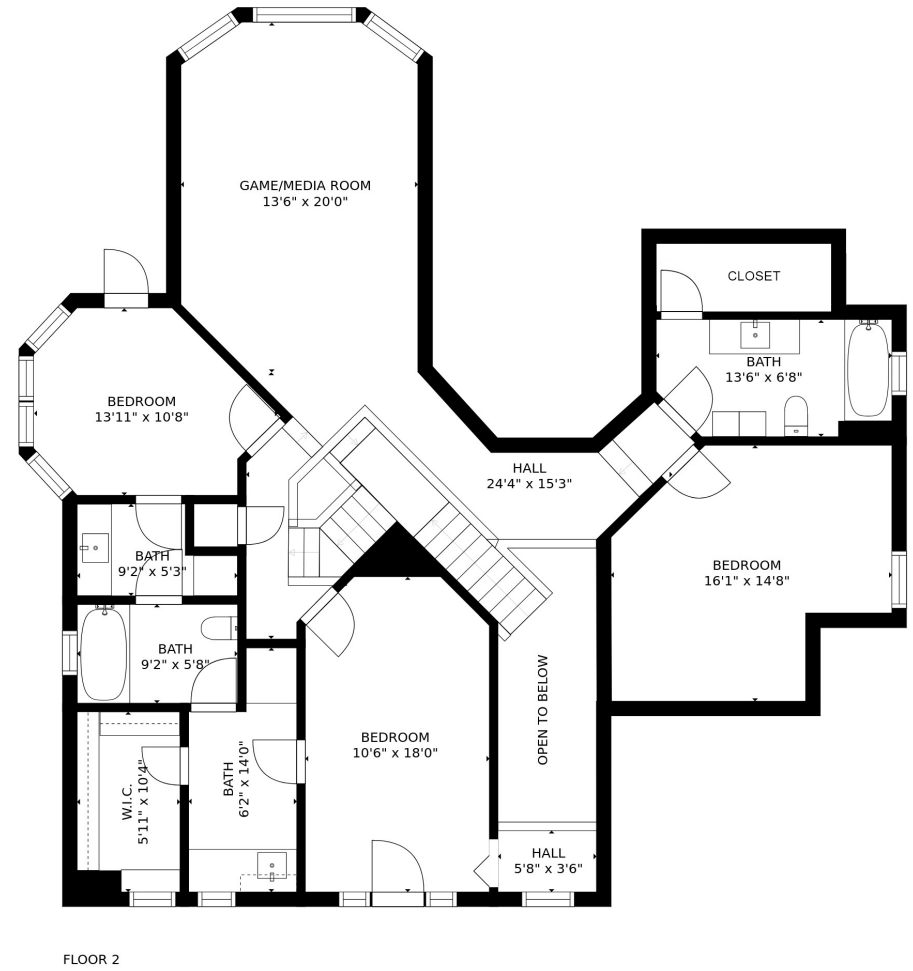 GAME/MEDIA ROOM
13'6" x 20'0"
CLOSET
BATH
13'6" x 6'8"
BEDROOM
13'11" x 10'8"
HALL
24'4" x 15'3"
BATH
9'2" x 5'3"
BEDROOM
16'1" x 14'8"
BATH
9'2" x 5'8"
OPEN TO BELOW
BEDROOM
10'6" x 18'0"
W.I.C.
5'11" x 10'4"
BATH
6'2" x 14'0"
HALL
5'8" x 3'6"
FLOOR 2